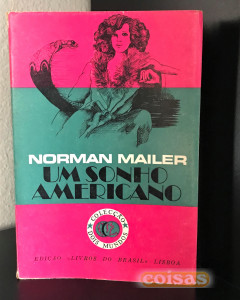 NORMAN MAILER
UM SONHO
AMERICANO
COLECÇÃO
DOIS MUNDOS
EDIÇÃO «LIVROS DO BRASIL» LISBOA
coisas